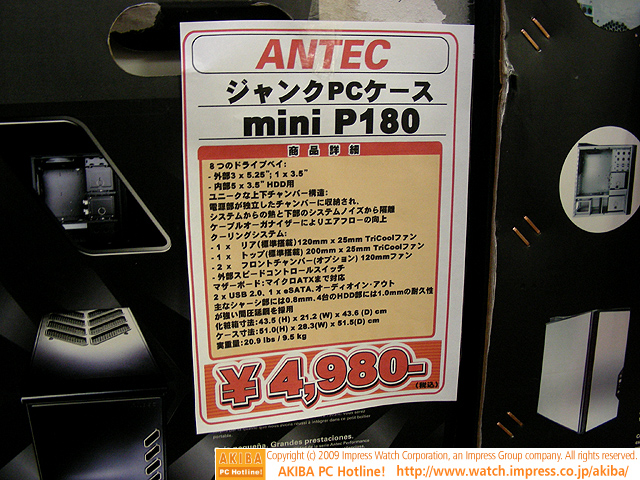 ANTEC
ジャンクPCケース
mini P180
商品詳細
8つのドライブベイ:
- 外部3 x 5.25"; 1 x 3.5"
- 内部5 x 3.5" HDD用
ユニークな上下チャンバー構造:
電源部が独立したチャンバーに収納され、
システムからの熱と下部のシステムノイズから隔離
ケーブルオーガナイザーによりエアフローの向上
クーリングシステム:
- 1 x リア(標準搭載) 120mm x 25mm TriCoolファン
- 1 x トップ(標準搭載) 200mm x 25mm TriCoolファン
- 2 x フロントチャンバー(オプション) 120mmファン
- 外部スピードコントロールスイッチ
マザーボード:マイクロATXまで対応
2 x USB 2.0, 1 x eSATA, オーディオイン・アウト
主なシャーシ部には0.8mm、4台のHDD部には1.0mmの耐久性
が強い間圧延鋼を採用
化粧箱寸法:43.5 (H) x 21.2 (W) x 43.6 (D) cm
ケース寸法:51.0(H) x 28.3(W) x 51.5(D) cm
実重量:20.9 lbs / 9.5 kg
¥4,980-
(税込)
pequeña. Grandes prestaciones.
AKIBA
PC Hotline!
Copyright (c) 2009 Impress Watch Corporation, an Impress Group company. All rights reserved.
AKIBA PC Hotline! http://www.watch.impress.co.jp/akiba/